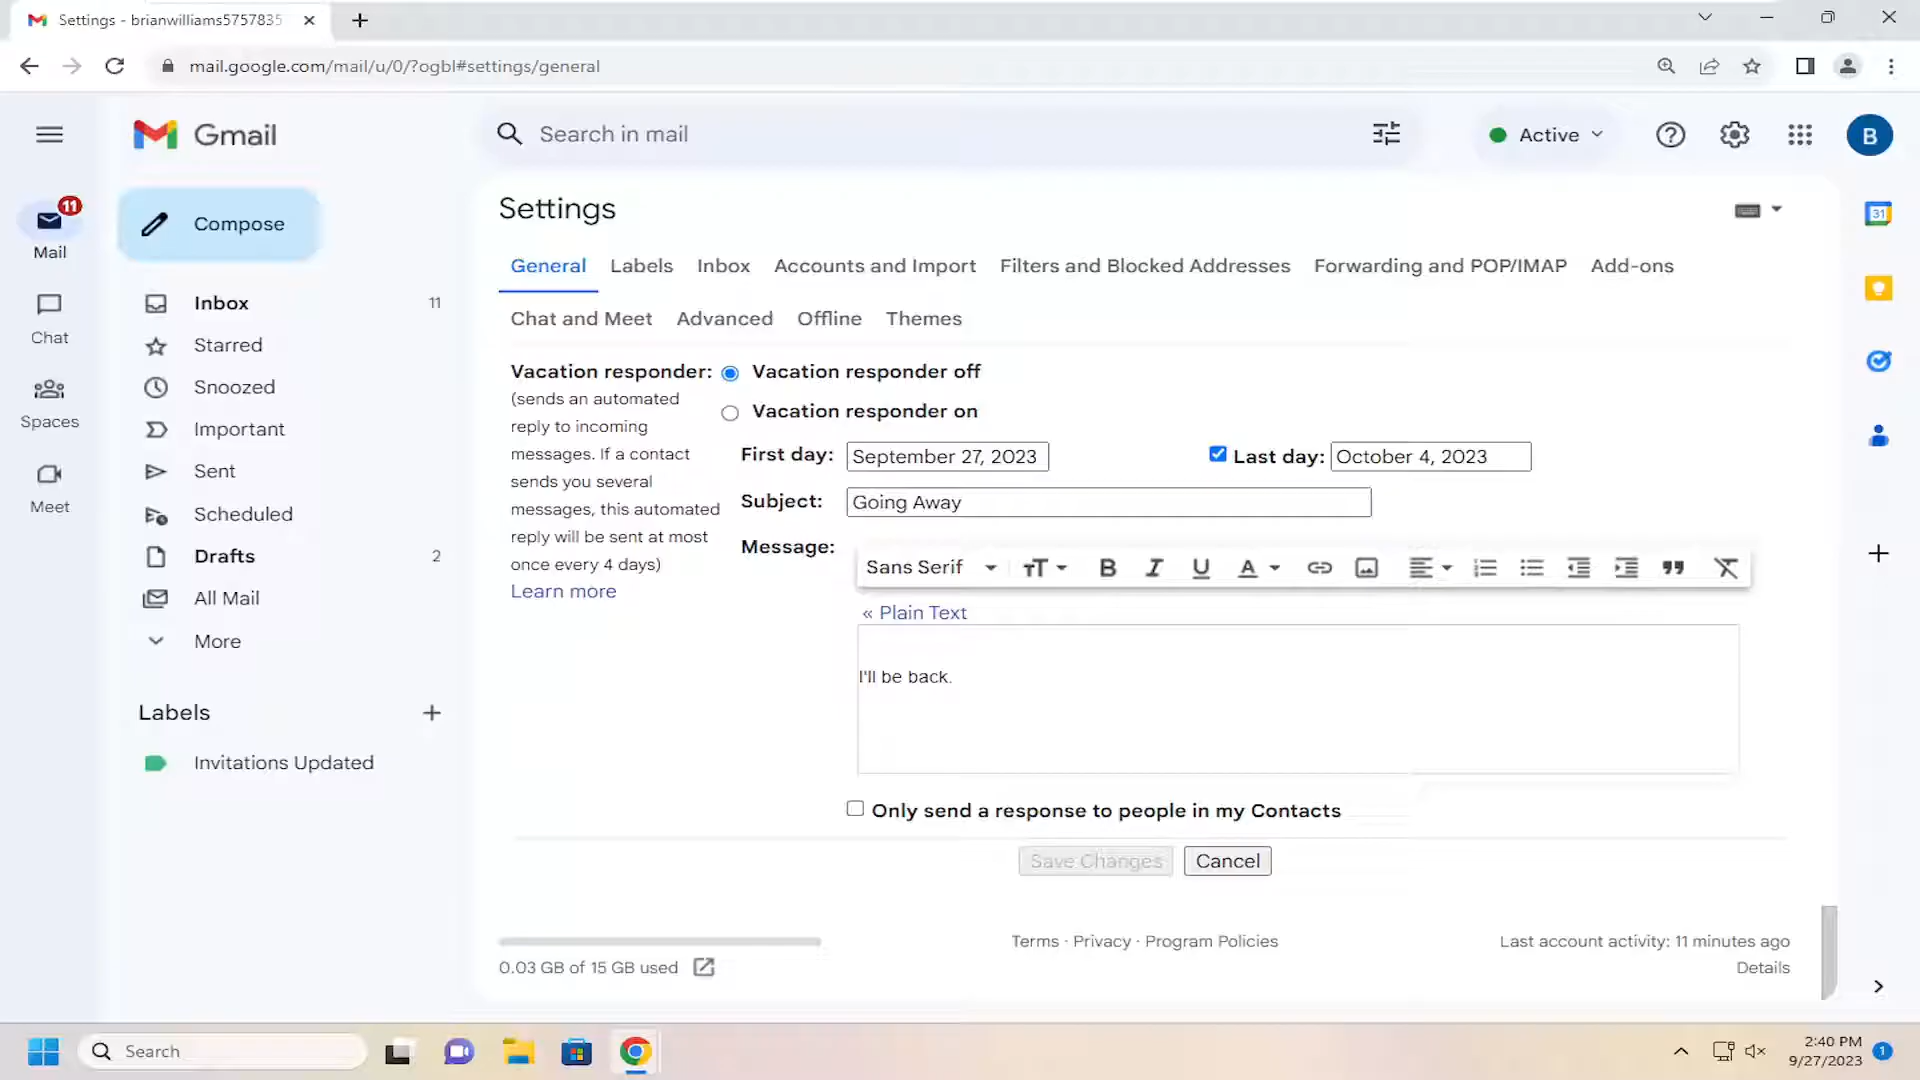 Settings - brianwilliams5757835
mail.google.com/mail/u/0/?ogbl#settings/general
Gmail
Search in mail
Active
B
11
Mail
Chat
Spaces
Meet
Compose
Inbox 11
Starred
Snoozed
Important
Sent
Scheduled
Drafts 2
All Mail
More
Labels
Invitations Updated
Settings
General Labels Inbox Accounts and Import Filters and Blocked Addresses Forwarding and POP/IMAP Add-ons
Chat and Meet Advanced Offline Themes
Vacation responder:
(sends an automated
reply to incoming
messages. If a contact
sends you several
messages, this automated
reply will be sent at most
once every 4 days)
Learn more
Vacation responder off
Vacation responder on
First day: September 27, 2023 Last day: October 4, 2023
Subject: Going Away
Message:
Sans Serif TT B I U A
« Plain Text
I'll be back.
Only send a response to people in my Contacts
Save Changes Cancel
0.03 GB of 15 GB used
Terms · Privacy · Program Policies
Last account activity: 11 minutes ago
Details
31
Search
2:40 PM
9/27/2023
1